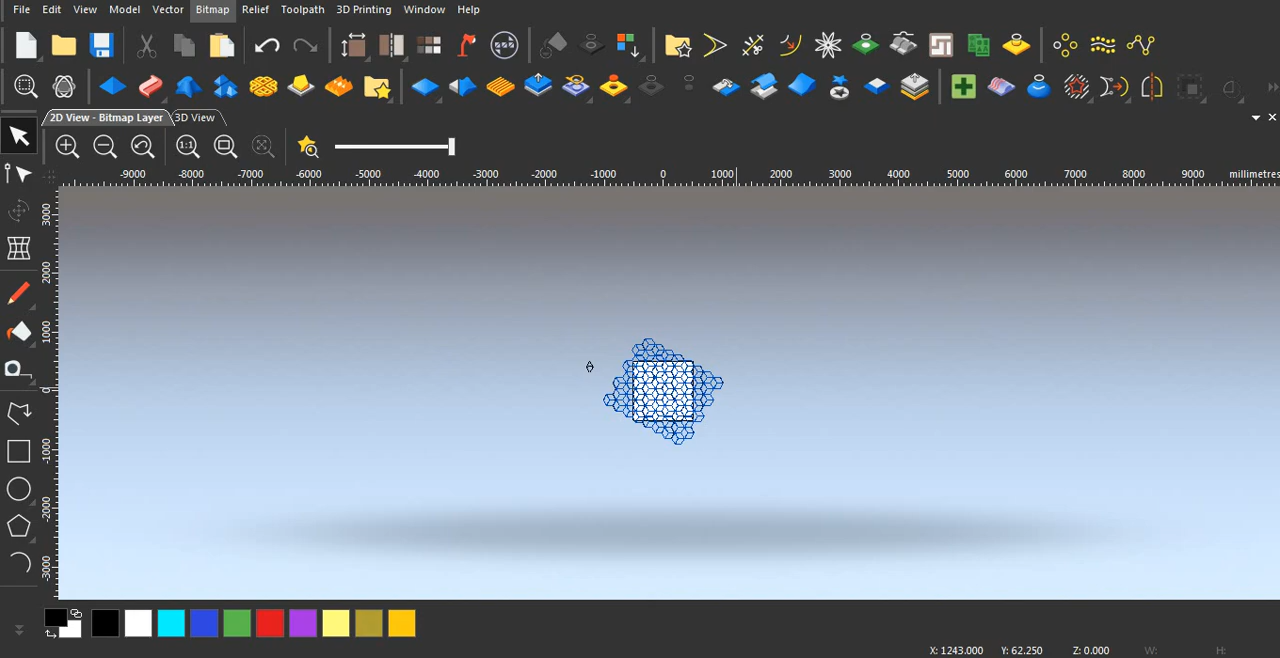 File Edit View Model Vector Bitmap Relief Toolpath 3D Printing Window Help
2D View - Bitmap Layer 3D View
1:1
-9000 -7000 -6000 -5000 -4000 -3000 -2000 -1000 0 1000 2000 3000 4000 5000 6000 7000 8000 9000 millimetres
3000
2000
1000
0
-1000
-2000
-3000
X: 1243.000 Y: 62.250 Z: 0.000 W: H: